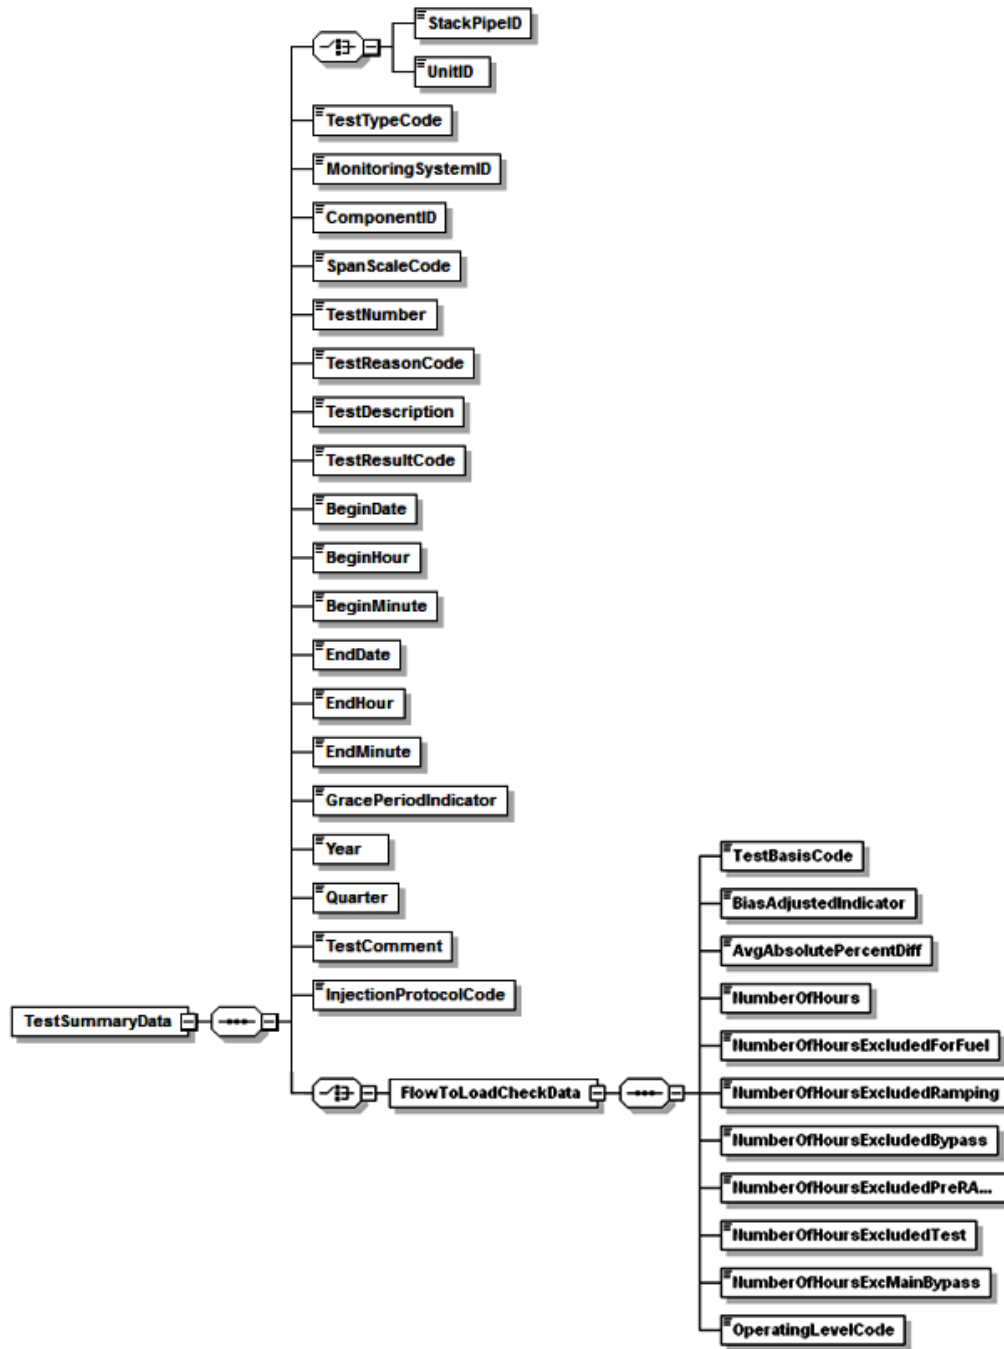 StackPipeID
UnitID
TestTypeCode
MonitoringSystemID
ComponentID
SpanScaleCode
TestNumber
TestReasonCode
TestDescription
TestResultCode
BeginDate
BeginHour
BeginMinute
EndDate
EndHour
EndMinute
GracePeriodIndicator
Year
Quarter
TestComment
InjectionProtocolCode
TestSummaryData
FlowToLoadCheckData
TestBasisCode
BiasAdjustedIndicator
AvgAbsolutePercentDiff
NumberOfHours
NumberOfHoursExcludedForFuel
NumberOfHoursExcludedRamping
NumberOfHoursExcludedBypass
NumberOfHoursExcludedPreRA...
NumberOfHoursExcludedTest
NumberOfHoursExcMainBypass
OperatingLevelCode